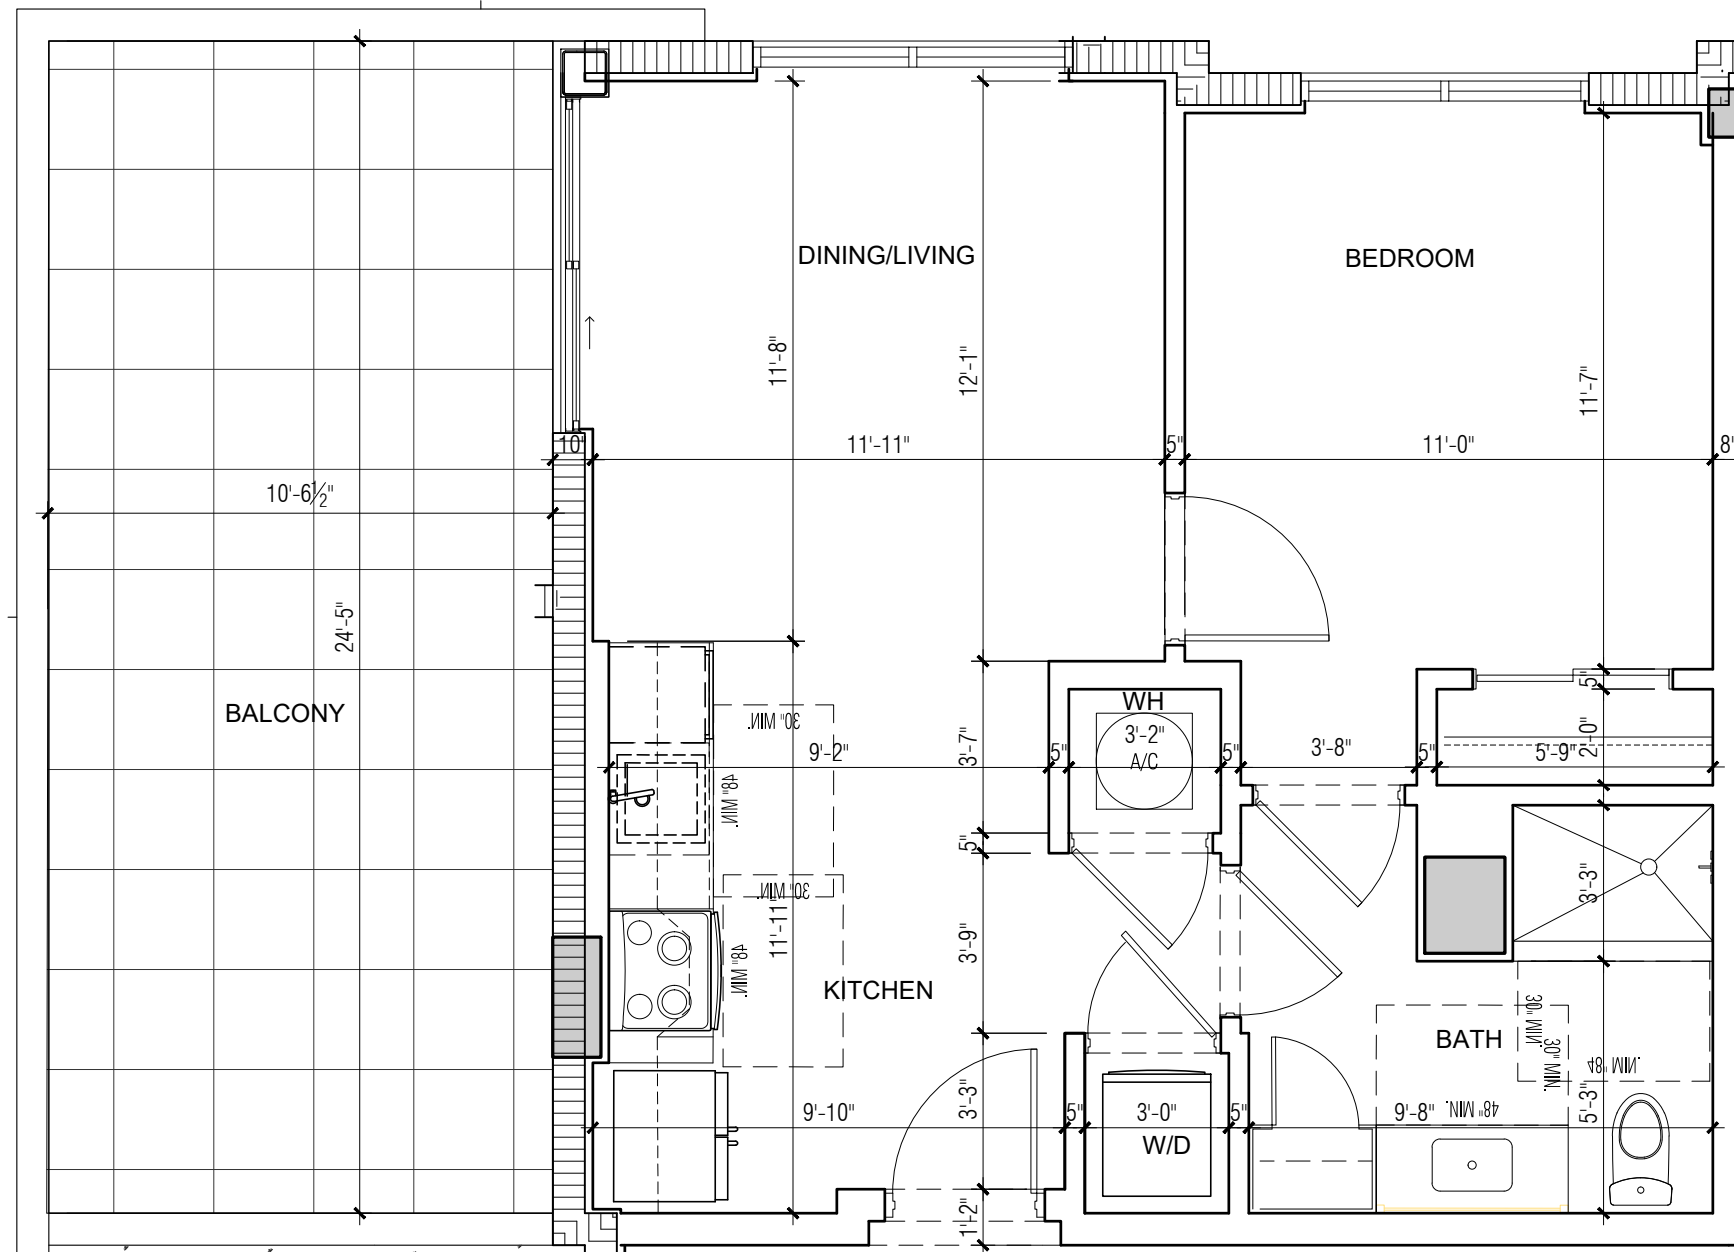 DINING/LIVING
BEDROOM
11'-8"
12'-1"
11'-7"
10"
11'-11"
5"
11'-0"
8"
10'-6½"
24'-5"
BALCONY
WH
3'-2"
A/C
30" MIN.
9'-2"
3'-7"
5"
5"
3'-8"
5"
5'-9"
5"
2'-0"
48" MIN.
5"
30" MIN.
11'-11"
48" MIN.
3'-9"
3'-3"
KITCHEN
BATH
30" MIN.
30" MIN.
48" MIN.
48" MIN.
9'-10"
3'-3"
5"
3'-0"
5"
9'-8"
5'-3"
W/D
1'-2"